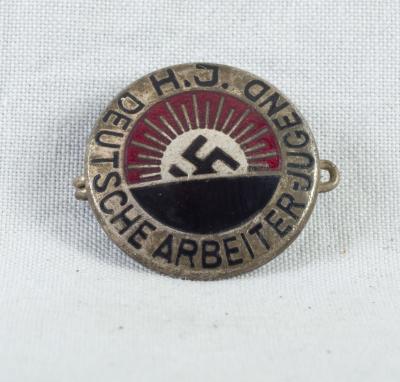 H.J. DEUTSCHE ARBEITER-JUGEND